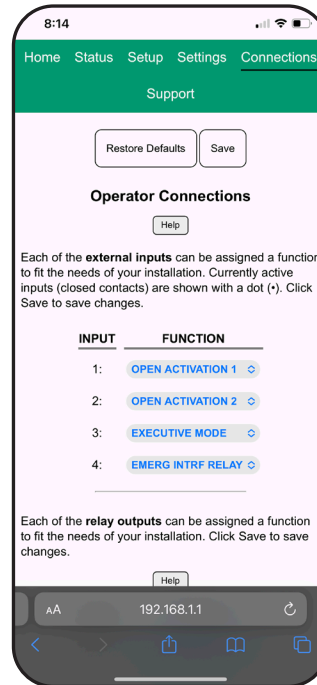 8:14
Home Status Setup Settings Connections
Support
Restore Defaults Save
Operator Connections
Help
Each of the external inputs can be assigned a function
to fit the needs of your installation. Currently active
inputs (closed contacts) are shown with a dot (•). Click
Save to save changes.
INPUT FUNCTION
1: OPEN ACTIVATION 1
2: OPEN ACTIVATION 2
3: EXECUTIVE MODE
4: EMERG INTRF RELAY
Each of the relay outputs can be assigned a function
to fit the needs of your installation. Click Save to save
changes.
Help
AA 192.168.1.1